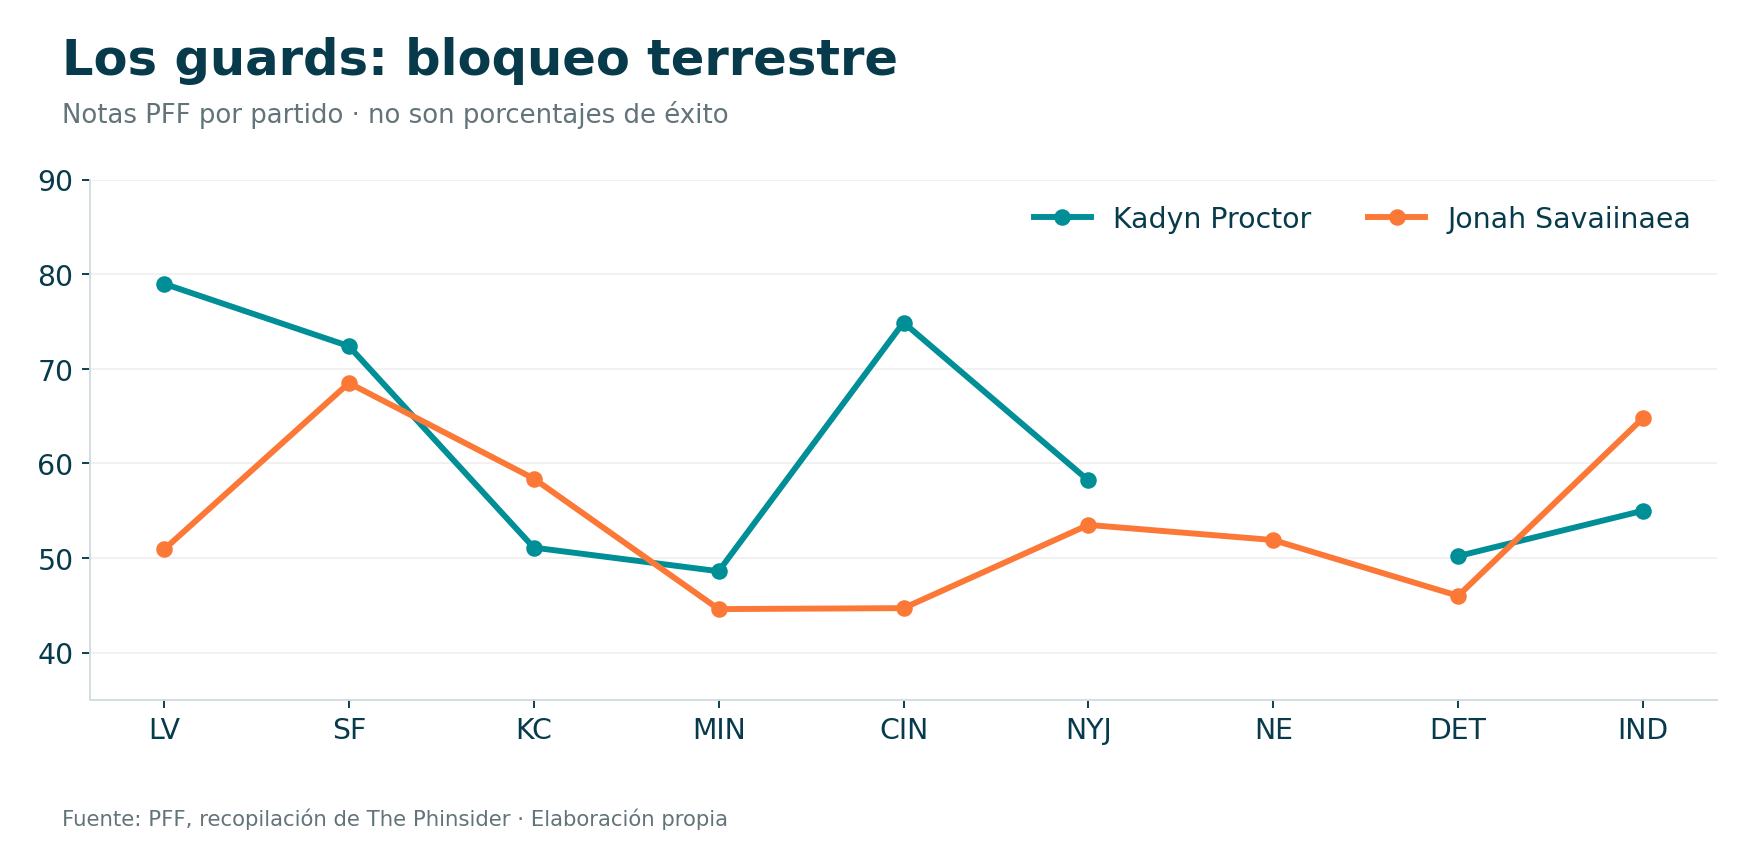 Los guards: bloqueo terrestre
Notas PFF por partido · no son porcentajes de éxito
90
Kadyn Proctor
Jonah Savaiinaea
80
70
60
50
40
LV
SF
KC
MIN
CIN
NYJ
NE
DET
IND
Fuente: PFF, recopilación de The Phinsider · Elaboración propia